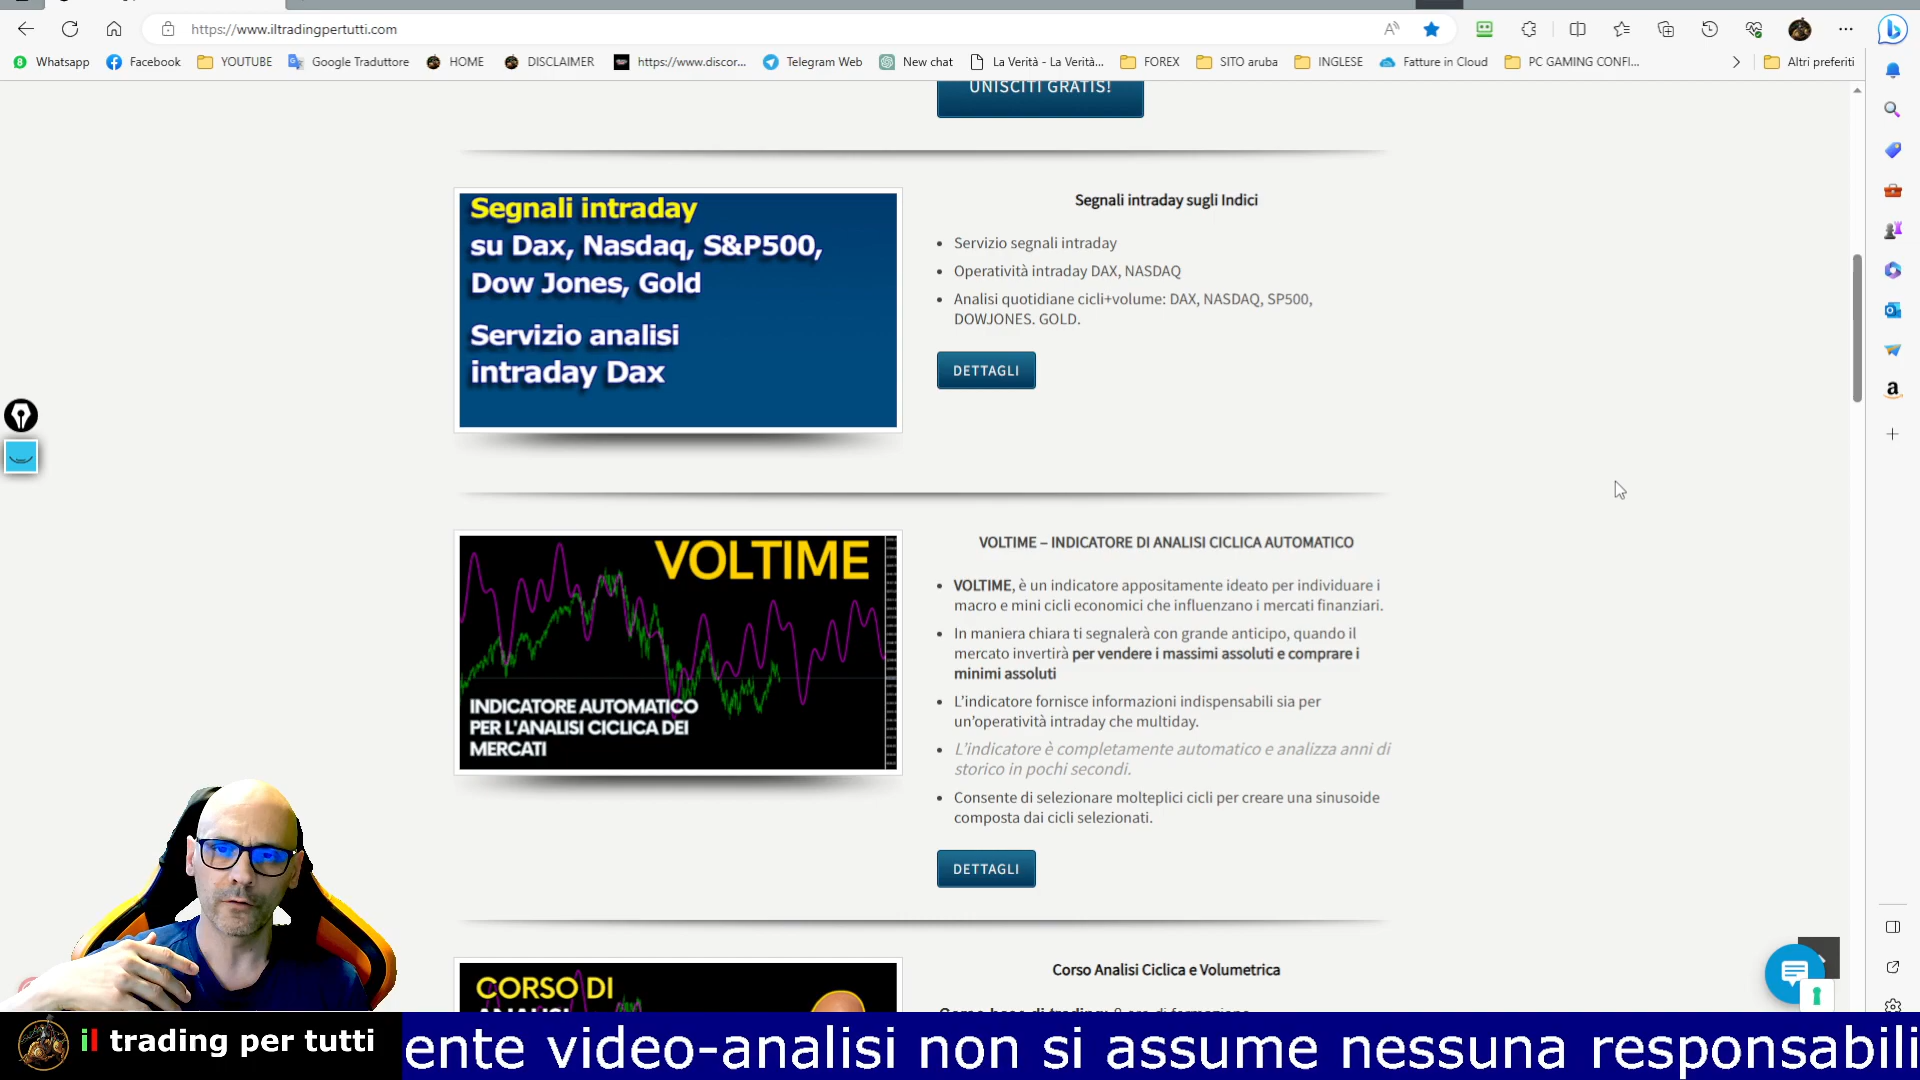 https://www.iltradingpertutti.com
Whatsapp
Facebook
YOUTUBE
Google Traduttore
HOME
DISCLAIMER
https://www.discor...
Telegram Web
New chat
La Verità - La Verità...
FOREX
SITO aruba
INGLESE
Fatture in Cloud
PC GAMING CONFI...
Altri preferiti
UNISCITI GRATIS!
Segnali intraday
su Dax, Nasdaq, S&P500,
Dow Jones, Gold
Servizio analisi
intraday Dax
Segnali intraday sugli Indici
• Servizio segnali intraday
• Operatività intraday DAX, NASDAQ
• Analisi quotidiane cicli+volume: DAX, NASDAQ, SP500,
DOWJONES. GOLD.
DETTAGLI
VOLTIME
INDICATORE AUTOMATICO
PER L'ANALISI CICLICA DEI
MERCATI
VOLTIME – INDICATORE DI ANALISI CICLICA AUTOMATICO
• VOLTIME, è un indicatore appositamente ideato per individuare i
macro e mini cicli economici che influenzano i mercati finanziari.
• In maniera chiara ti segnalerà con grande anticipo, quando il
mercato invertirà per vendere i massimi assoluti e comprare i
minimi assoluti
• L'indicatore fornisce informazioni indispensabili sia per
un'operatività intraday che multiday.
• L'indicatore è completamente automatico e analizza anni di
storico in pochi secondi.
• Consente di selezionare molteplici cicli per creare una sinusoide
composta dai cicli selezionati.
DETTAGLI
CORSO DI
Corso Analisi Ciclica e Volumetrica
il trading per tutti
ente video-analisi non si assume nessuna responsabili